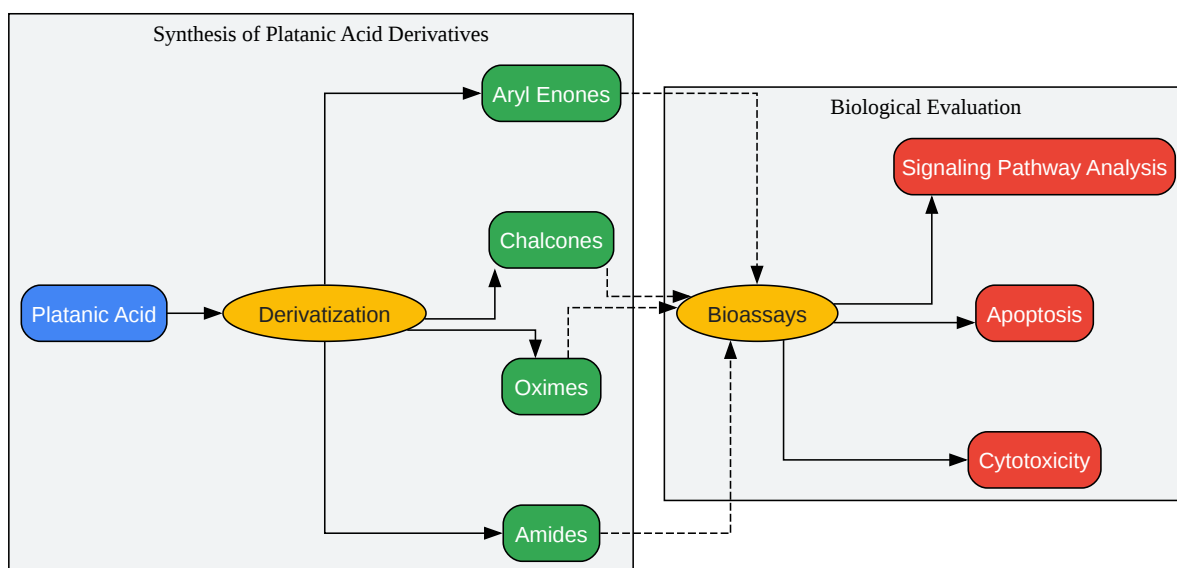 Synthesis of Platanic Acid Derivatives
Aryl Enones
Chalcones
Platanic Acid
Derivatization
Oximes
Amides
Biological Evaluation
Signaling Pathway Analysis
Bioassays
Apoptosis
Cytotoxicity